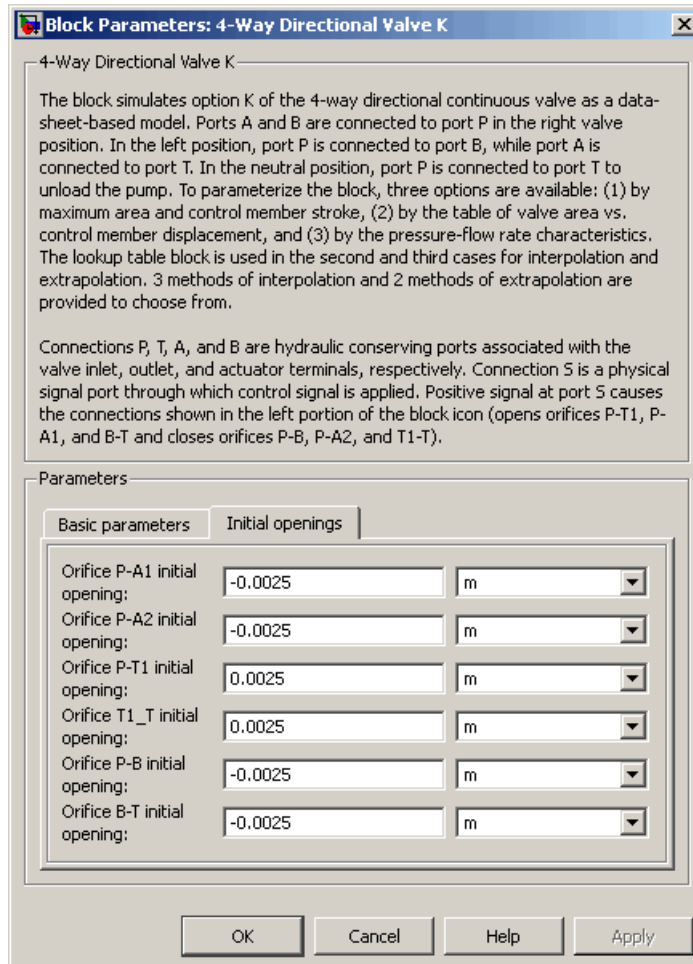 Block Parameters: 4-Way Directional Valve K
4-Way Directional Valve K
The block simulates option K of the 4-way directional continuous valve as a data-
sheet-based model. Ports A and B are connected to port P in the right valve
position. In the left position, port P is connected to port B, while port A is
connected to port T. In the neutral position, port P is connected to port T to
unload the pump. To parameterize the block, three options are available: (1) by
maximum area and control member stroke, (2) by the table of valve area vs.
control member displacement, and (3) by the pressure-flow rate characteristics.
The lookup table block is used in the second and third cases for interpolation and
extrapolation. 3 methods of interpolation and 2 methods of extrapolation are
provided to choose from.
Connections P, T, A, and B are hydraulic conserving ports associated with the
valve inlet, outlet, and actuator terminals, respectively. Connection S is a physical
signal port through which control signal is applied. Positive signal at port S causes
the connections shown in the left portion of the block icon (opens orifices P-T1, P-
A1, and B-T and closes orifices P-B, P-A2, and T1-T).
Parameters
Basic parameters Initial openings
Orifice P-A1 initial
opening: -0.0025 m
Orifice P-A2 initial
opening: -0.0025 m
Orifice P-T1 initial
opening: 0.0025 m
Orifice T1_T initial
opening: 0.0025 m
Orifice P-B initial
opening: -0.0025 m
Orifice B-T initial
opening: -0.0025 m
OK Cancel Help Apply